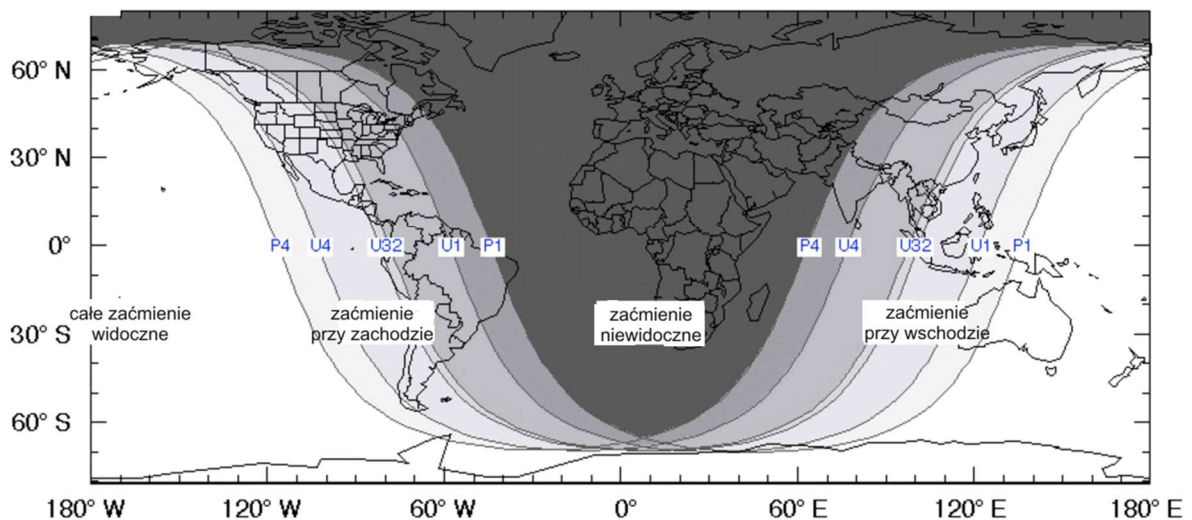 60° N
30° N
0°
P4 U4 U32 U1 P1 P4 U4 U32 U1 P1
całe zaćmienie
widoczne
zaćmienie
przy zachodzie
zaćmienie
niewidoczne
zaćmienie
przy wschodzie
30° S
60° S
180° W 120° W 60° W 0° 60° E 120° E 180° E